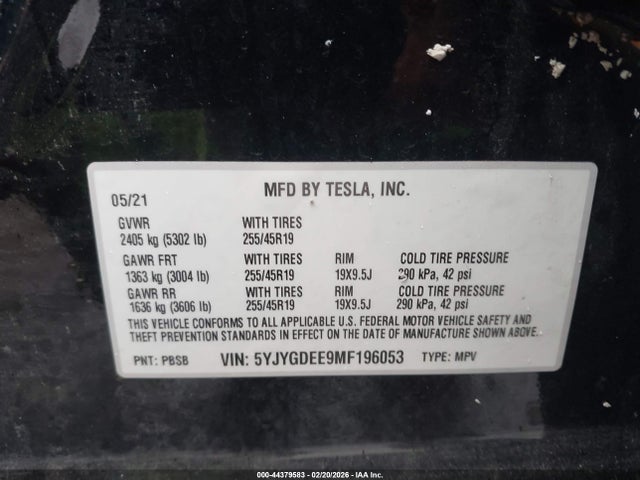 MFD BY TESLA, INC.
05/21
GVWR WITH TIRES
2405 kg (5302 lb) 255/45R19
GAWR FRT WITH TIRES RIM COLD TIRE PRESSURE
1363 kg (3004 lb) 255/45R19 19X9.5J 290 kPa, 42 psi
GAWR RR WITH TIRES RIM COLD TIRE PRESSURE
1636 kg (3606 lb) 255/45R19 19X9.5J 290 kPa, 42 psi
THIS VEHICLE CONFORMS TO ALL APPLICABLE U.S. FEDERAL MOTOR VEHICLE SAFETY AND
THEFT PREVENTION STANDARDS IN EFFECT ON THE DATE OF MANUFACTURE SHOWN ABOVE.
PNT: PBSB VIN: 5YJYGDEE9MF196053 TYPE: MPV
000-44379583 - 02/20/2026 - IAA Inc.